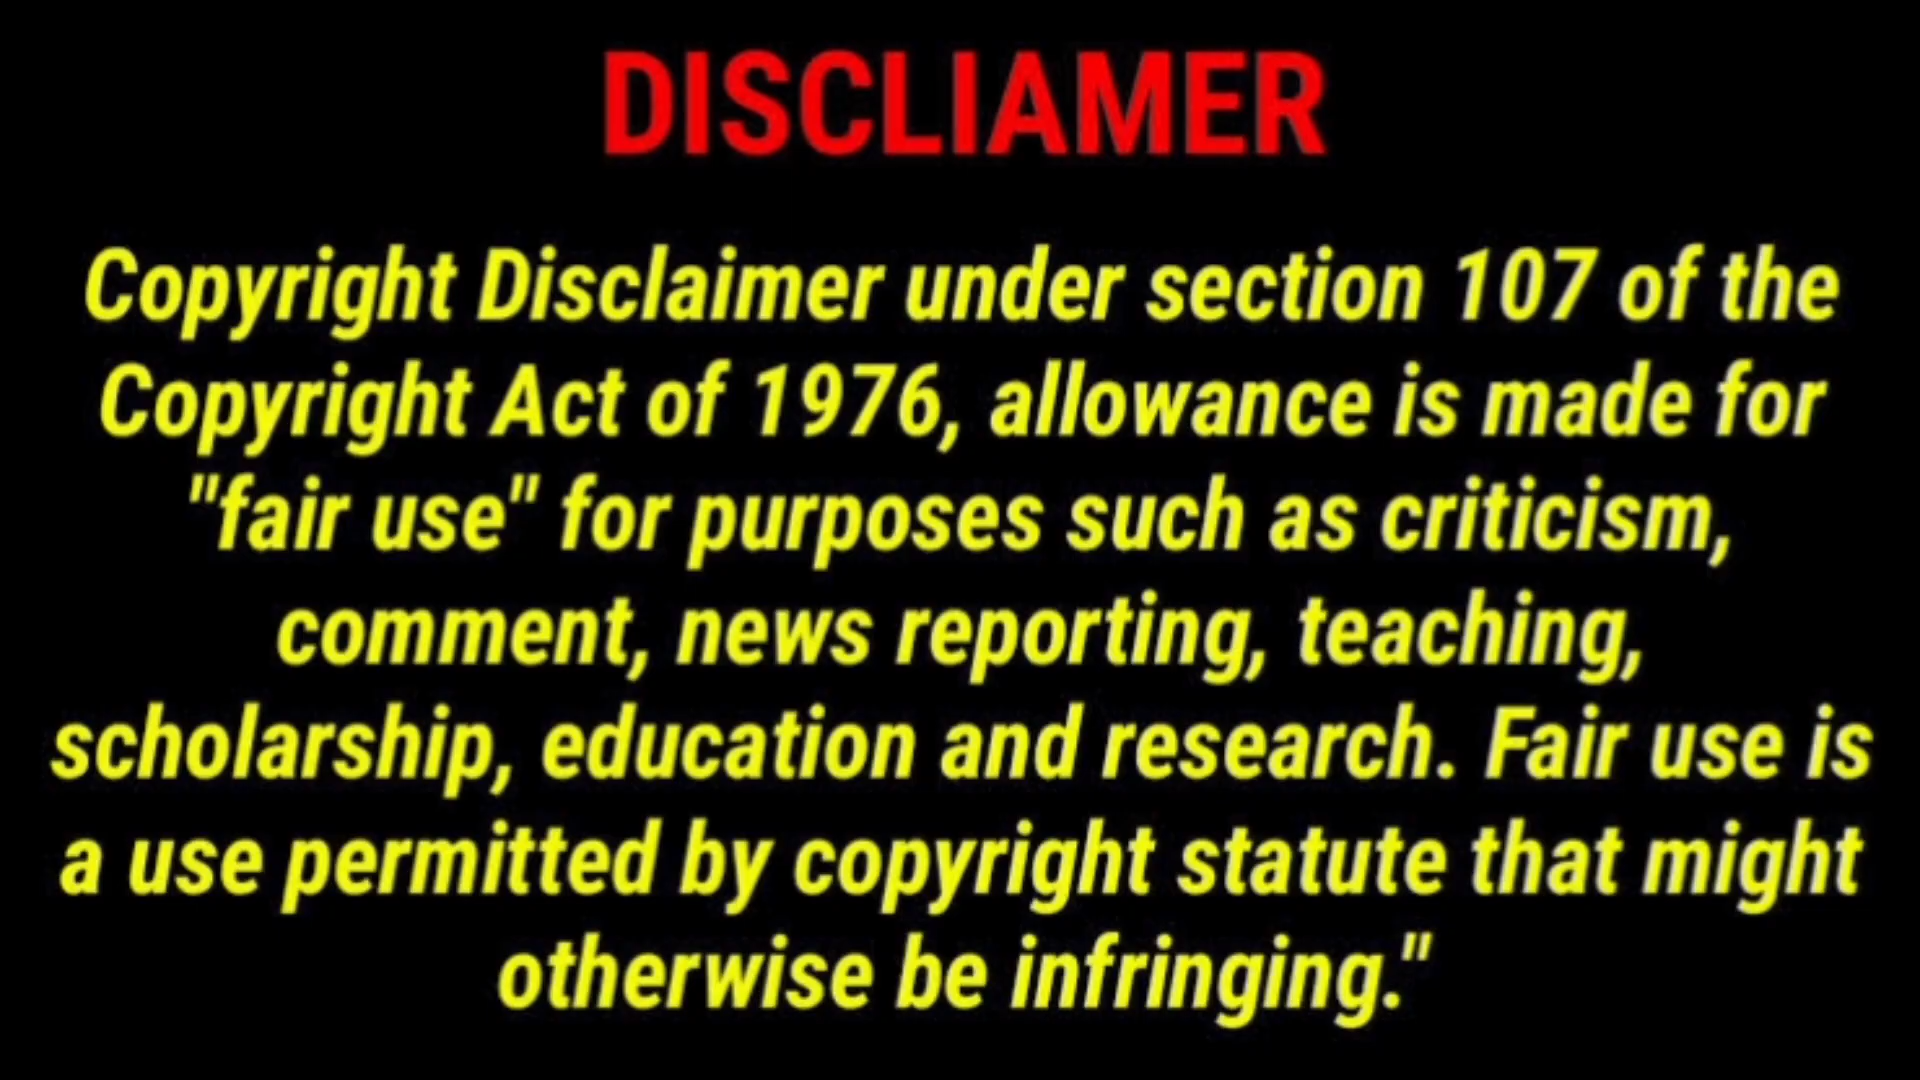 DISCLIAMER
Copyright Disclaimer under section 107 of the
Copyright Act of 1976, allowance is made for
"fair use" for purposes such as criticism,
comment, news reporting, teaching,
scholarship, education and research. Fair use is
a use permitted by copyright statute that might
otherwise be infringing."